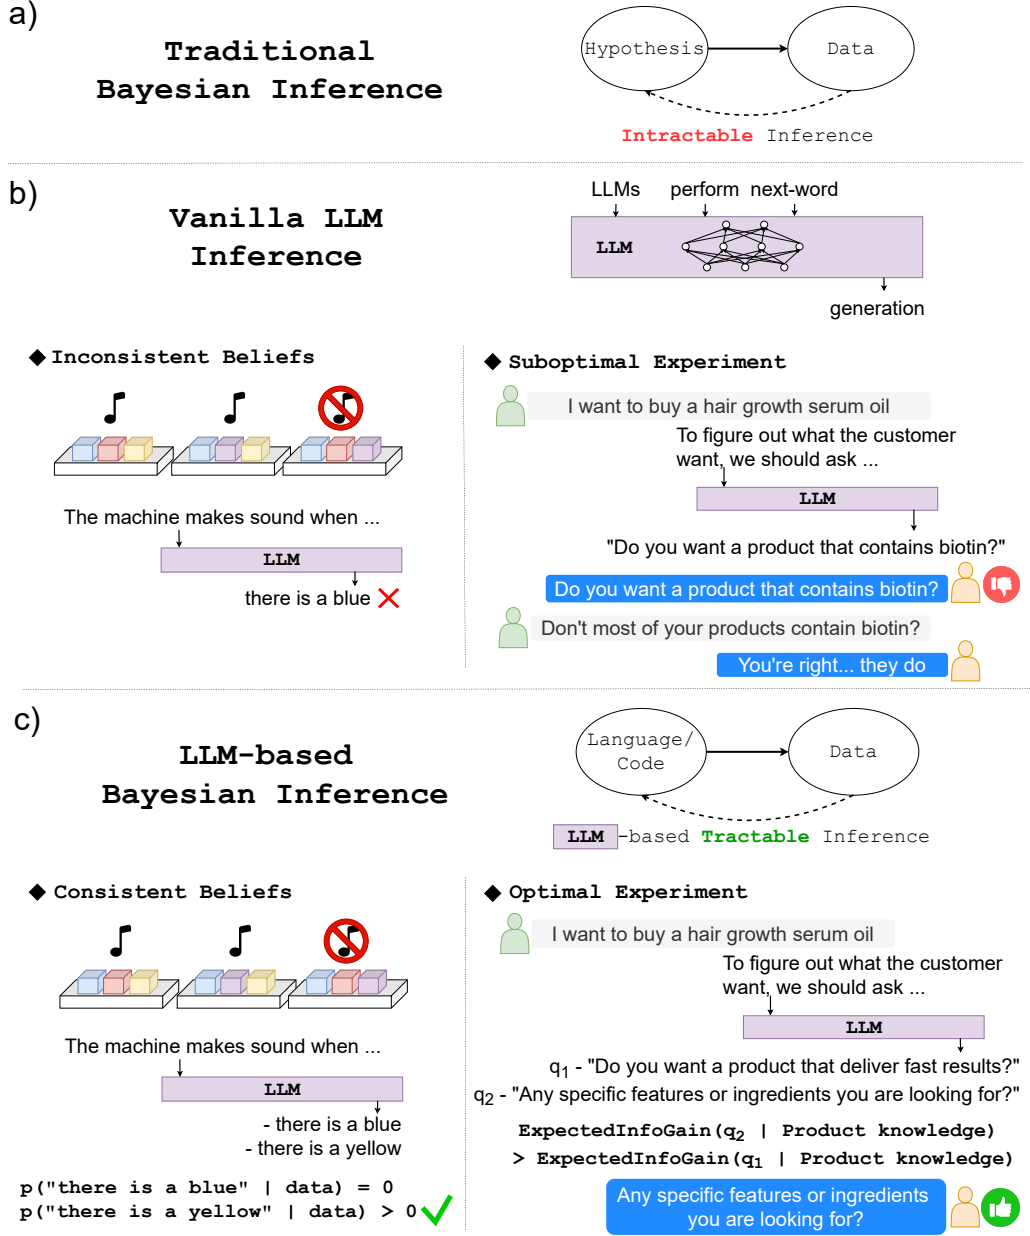 a)
Traditional
Bayesian Inference
Hypothesis
Data
Intractable Inference
b)
Vanilla LLM
Inference
LLMs perform next-word
LLM
generation
◆ Inconsistent Beliefs
The machine makes sound when ...
LLM
there is a blue
◆ Suboptimal Experiment
I want to buy a hair growth serum oil
To figure out what the customer
want, we should ask ...
LLM
"Do you want a product that contains biotin?"
Do you want a product that contains biotin?
Don't most of your products contain biotin?
You're right... they do
c)
LLM-based
Bayesian Inference
Language/
Code
Data
LLM-based Tractable Inference
◆ Consistent Beliefs
The machine makes sound when ...
LLM
- there is a blue
- there is a yellow
p("there is a blue" | data) = 0
p("there is a yellow" | data) > 0
◆ Optimal Experiment
I want to buy a hair growth serum oil
To figure out what the customer
want, we should ask ...
LLM
q1 - "Do you want a product that deliver fast results?"
q2 - "Any specific features or ingredients you are looking for?"
ExpectedInfoGain(q2 | Product knowledge)
> ExpectedInfoGain(q1 | Product knowledge)
Any specific features or ingredients
you are looking for?